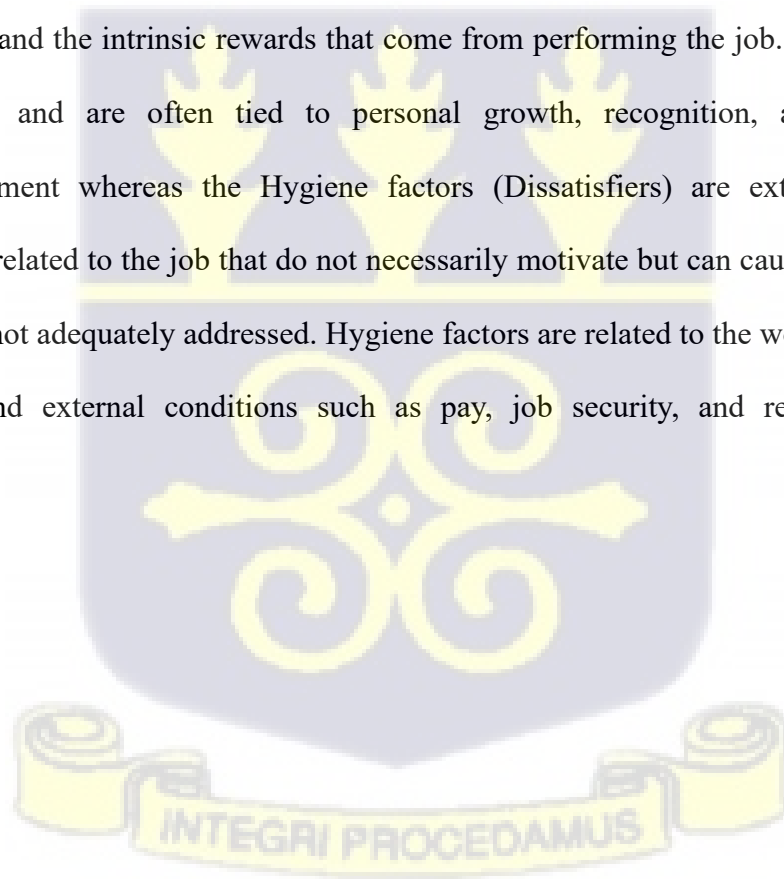 and the intrinsic rewards that come from performing the job.
and are often tied to personal growth, recognition, a
ment whereas the Hygiene factors (Dissatisfiers) are ext
related to the job that do not necessarily motivate but can cau
not adequately addressed. Hygiene factors are related to the w
nd external conditions such as pay, job security, and re
INTEGRI PROCEDAMUS